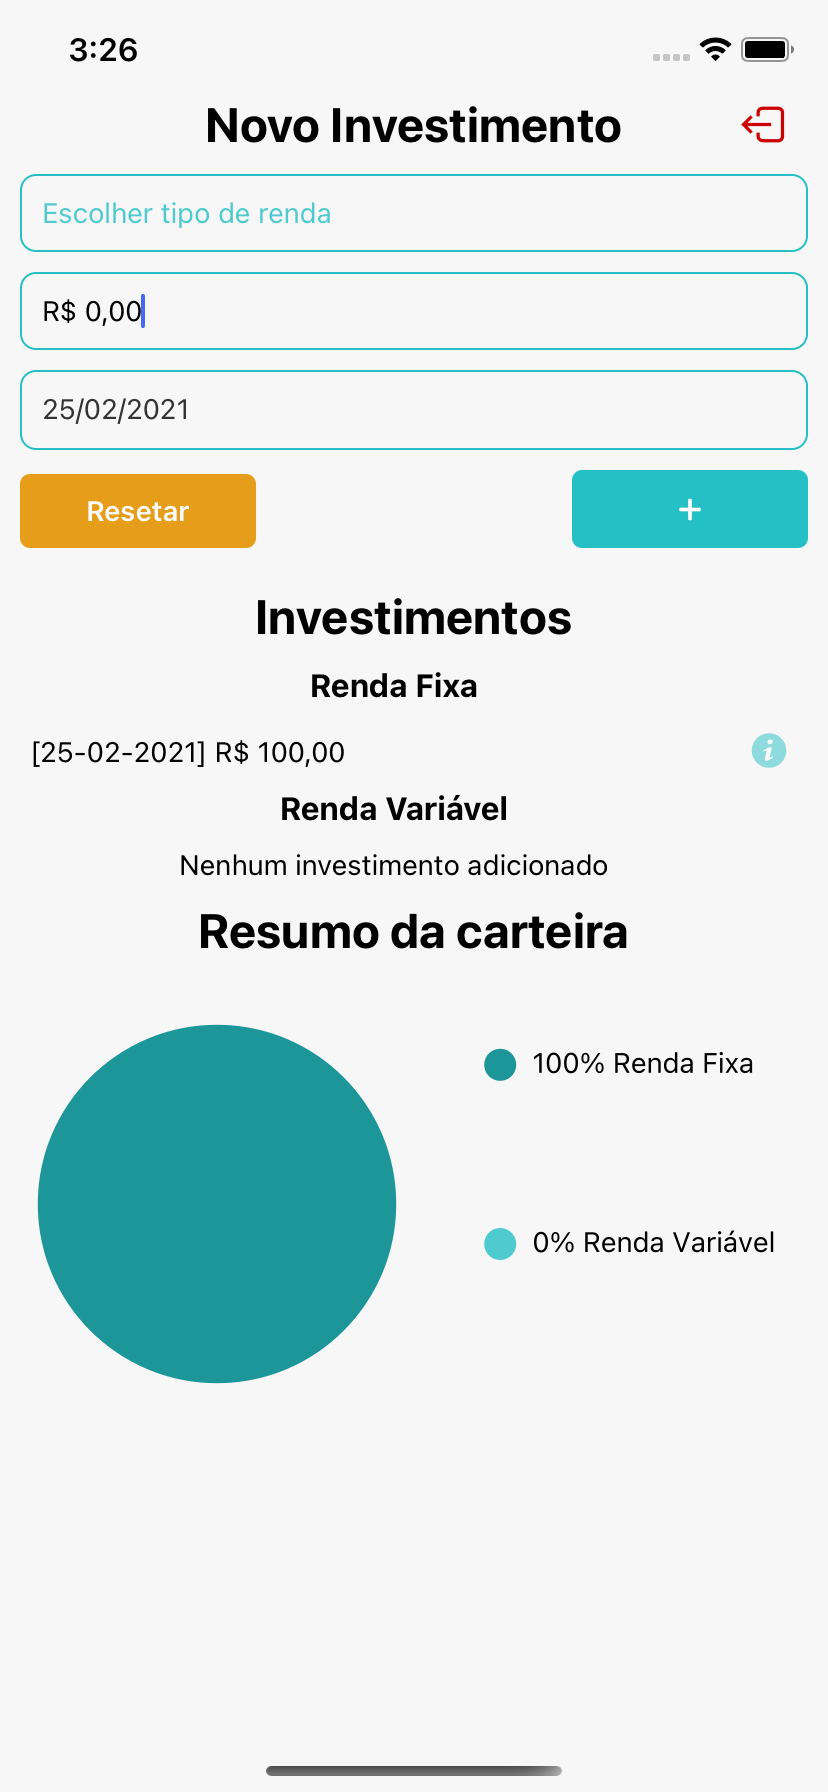 3:26
Novo Investimento
Escolher tipo de renda
R$ 0,00
25/02/2021
Resetar
+
Investimentos
Renda Fixa
[25-02-2021] R$ 100,00
Renda Variável
Nenhum investimento adicionado
Resumo da carteira
100% Renda Fixa
0% Renda Variável